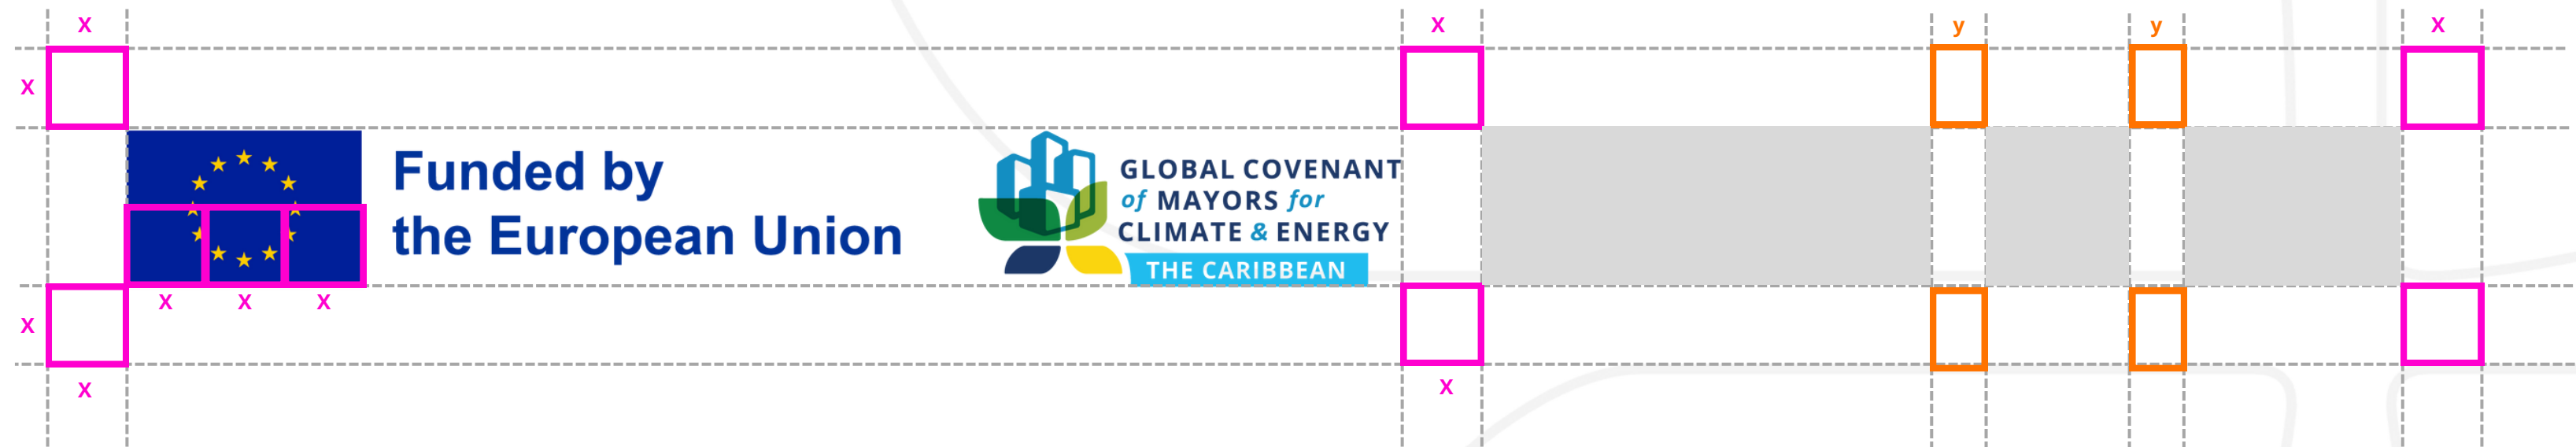 X
X
y
y
X
X
Funded by
the European Union
GLOBAL COVENANT
of MAYORS for
CLIMATE & ENERGY
THE CARIBBEAN
X
X
X
X
X
X